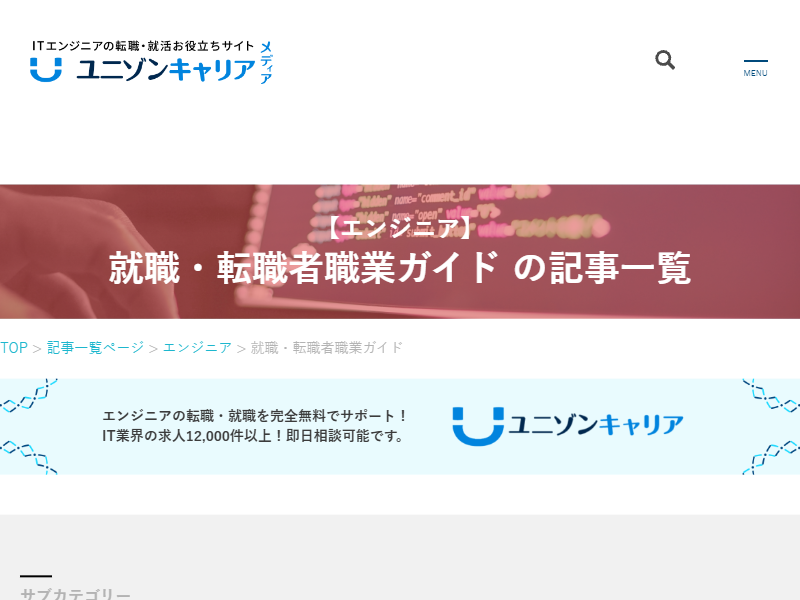 ITエンジニアの転職・就活お役立ちサイト
ユニゾンキャリア
メディア
MENU
name="comment_id"
name="open"
【エンジニア】
就職・転職者職業ガイド の記事一覧
TOP > 記事一覧ページ > エンジニア > 就職・転職者職業ガイド
エンジニアの転職・就職を完全無料でサポート！
IT業界の求人12,000件以上！即日相談可能です。
ユニゾンキャリア
サブカテゴリー